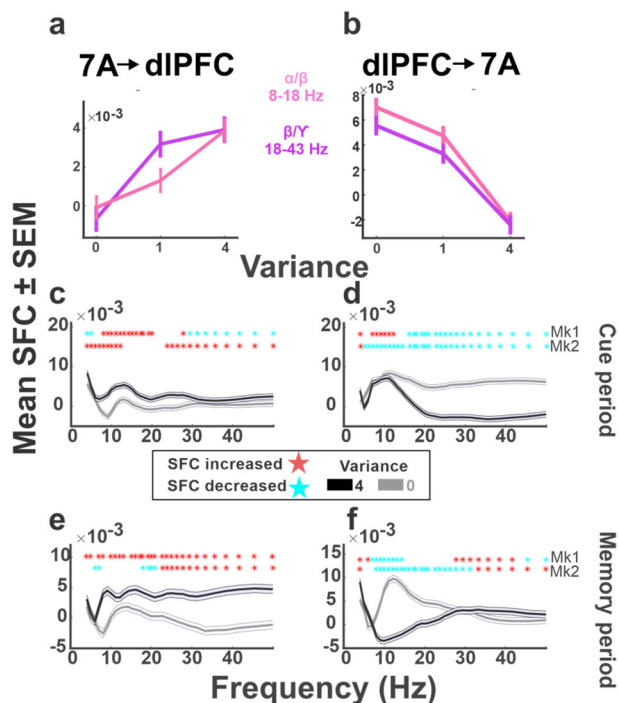 a
b
7A→dlPFC
dlPFC→7A
α/β
8-18 Hz
β/ϒ
18-43 Hz
×10⁻³
4
2
0
0 1 4
×10⁻³
8
6
4
2
0
-2
0 1 4
Variance
Mean SFC ± SEM
c
d
×10⁻³
20
10
0
0 10 20 30 40 50
×10⁻³
20
10
0
0 10 20 30 40 50
Mk1
Mk2
Cue period
SFC increased
SFC decreased
Variance
4 0
e
f
×10⁻³
10
5
0
-5
0 10 20 30 40 50
×10⁻³
15
10
5
0
-5
0 10 20 30 40 50
Mk1
Mk2
Memory period
Frequency (Hz)